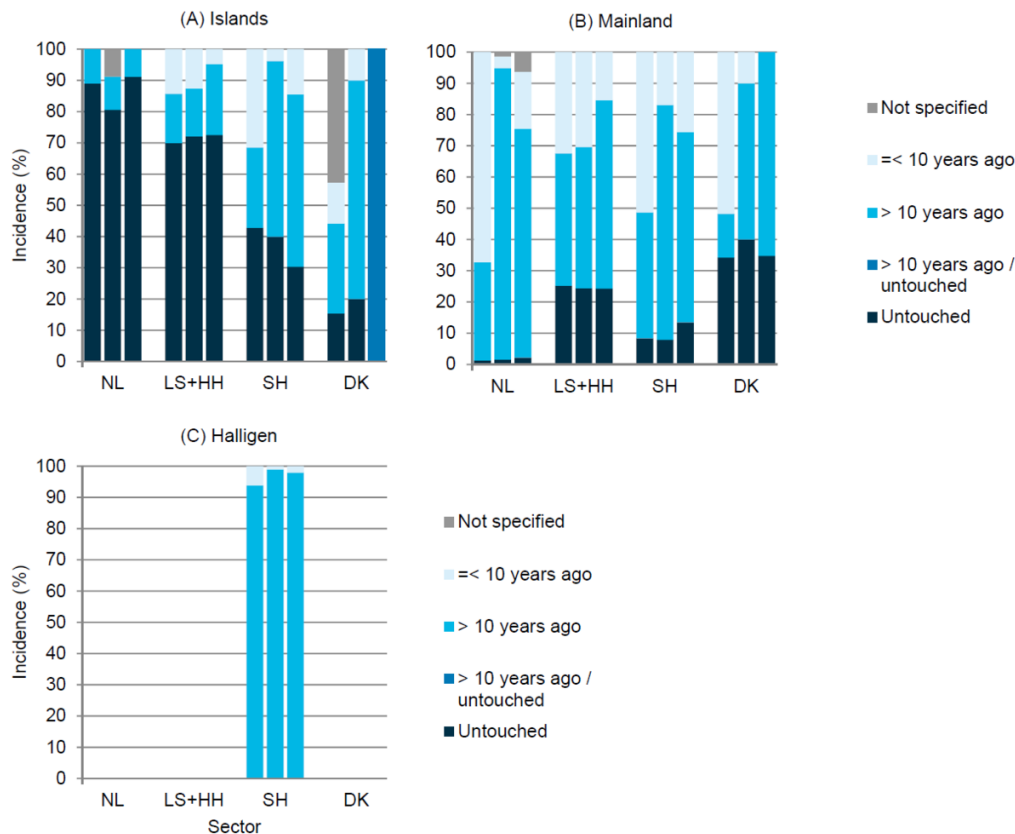 (A) Islands
Incidence (%)
100
90
80
70
60
50
40
30
20
10
0
NL LS+HH SH DK
(B) Mainland
100
90
80
70
60
50
40
30
20
10
0
NL LS+HH SH DK
Not specified
=< 10 years ago
> 10 years ago
> 10 years ago /
untouched
Untouched
(C) Halligen
Incidence (%)
100
90
80
70
60
50
40
30
20
10
0
NL LS+HH SH DK
Sector
Not specified
=< 10 years ago
> 10 years ago
> 10 years ago /
untouched
Untouched